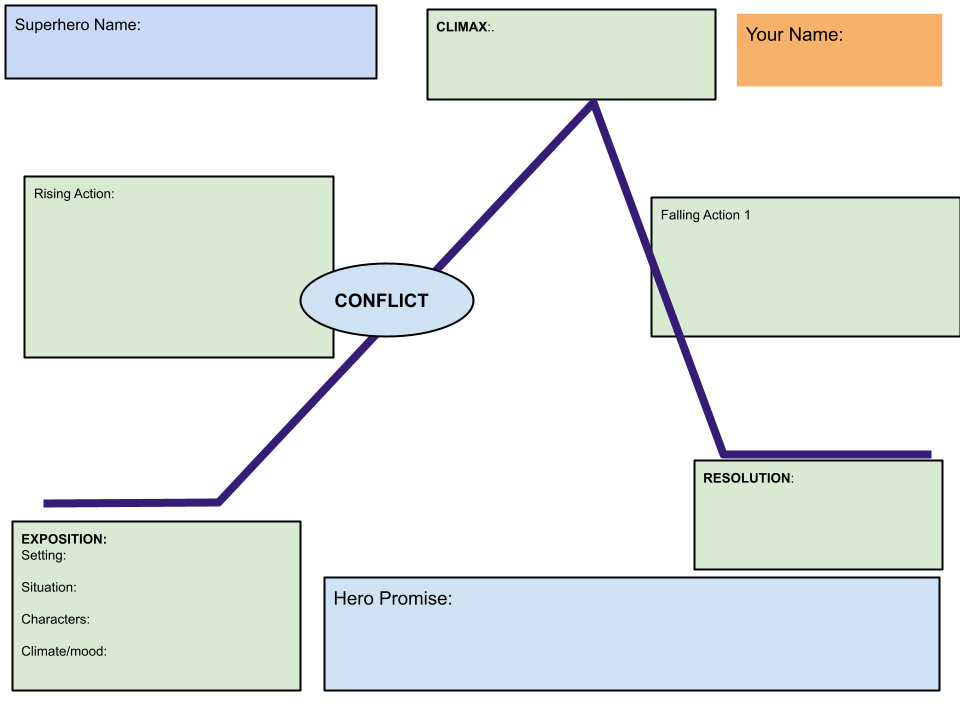 Superhero Name:
CLIMAX:.
Your Name:
Rising Action:
Falling Action 1
CONFLICT
RESOLUTION:
EXPOSITION:
Setting:
Situation:
Characters:
Climate/mood:
Hero Promise: